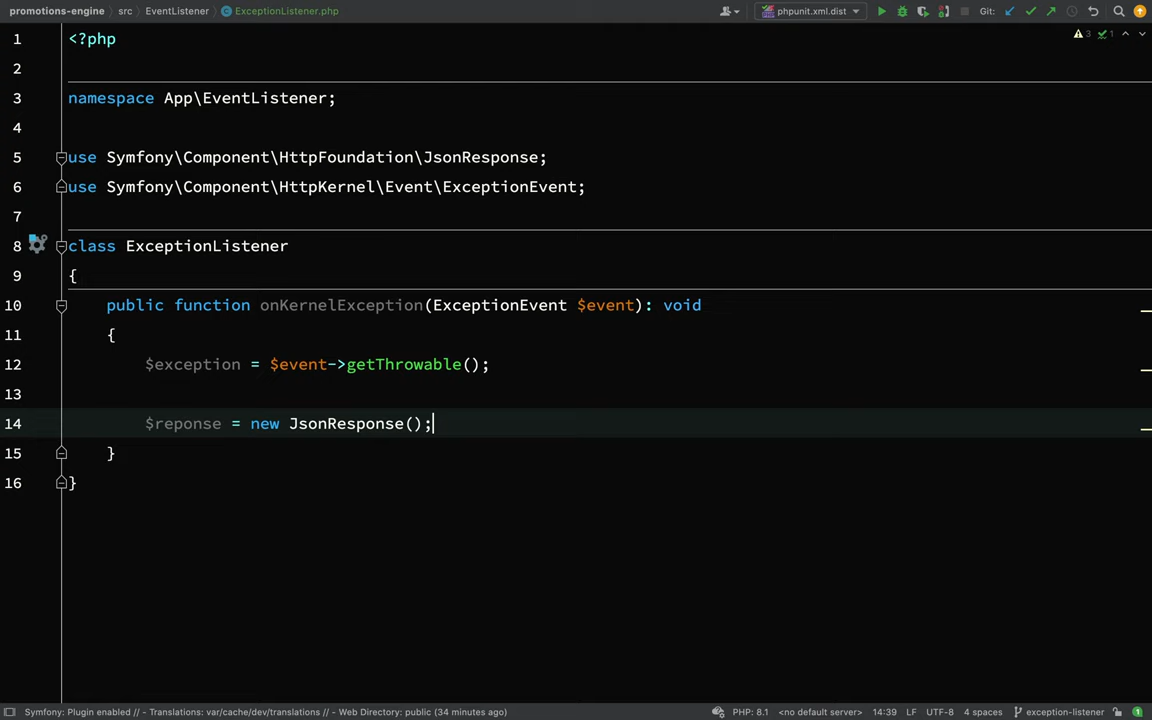 promotions-engine src EventListener ExceptionListener.php phpunit.xml.dist Git:
3 1
1 <?php
2
3 namespace App\EventListener;
4
5 use Symfony\Component\HttpFoundation\JsonResponse;
6 use Symfony\Component\HttpKernel\Event\ExceptionEvent;
7
8 class ExceptionListener
9 {
10 public function onKernelException(ExceptionEvent $event): void
11 {
12 $exception = $event->getThrowable();
13
14 $reponse = new JsonResponse();
15 }
16 }
Symfony: Plugin enabled // - Translations: var/cache/dev/translations // - Web Directory: public (34 minutes ago) PHP: 8.1 <no default server> 14:39 LF UTF-8 4 spaces exception-listener 1